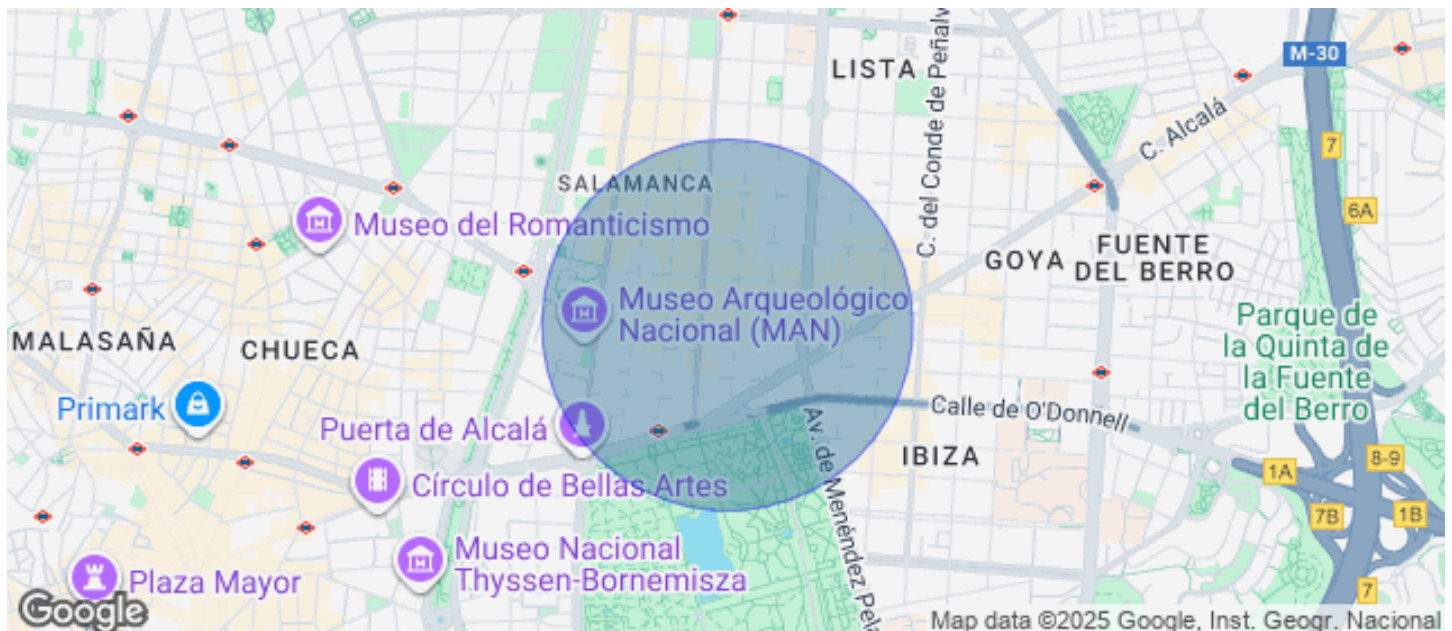 LISTA
C. del Conde de Peñalv
M-30
C. Alcalá
7
SALAMANCA
6A
Museo del Romanticismo
GOYA
FUENTE
DEL BERRO
Museo Arqueológico
Nacional (MAN)
MALASAÑA
CHUECA
Parque de
la Quinta de
la Fuente
del Berro
Primark
Puerta de Alcalá
Calle de O'Donnell
Av. de Menéndez Pela
IBIZA
8-9
1A
Círculo de Bellas Artes
7B
1B
Museo Nacional
Thyssen-Bornemisza
Plaza Mayor
7
Google
Map data ©2025 Google, Inst. Geogr. Nacional